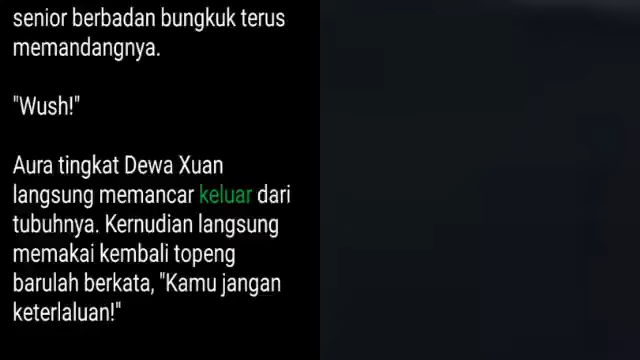 senior berbadan bungkuk terus
memandangnya.
"Wush!"
Aura tingkat Dewa Xuan
langsung memancar keluar dari
tubuhnya. Kernudian langsung
memakai kembali topeng
barulah berkata, "Kamu jangan
keterlaluan!"